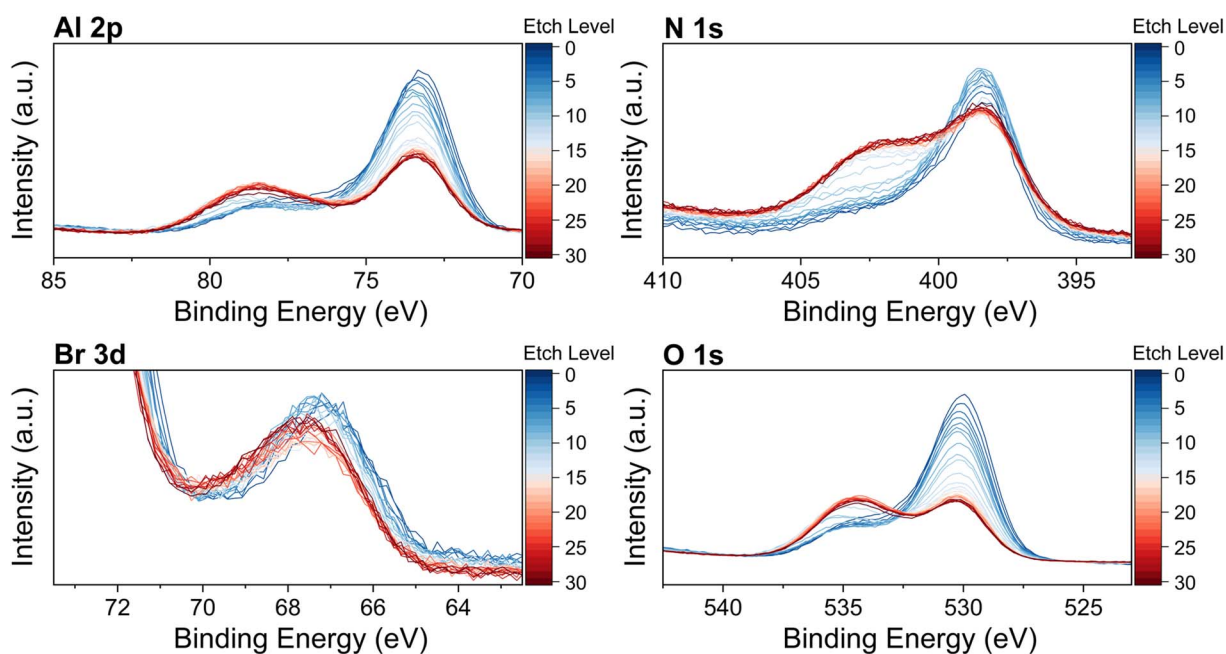 Al 2p
Etch Level
Intensity (a.u.)
0
5
10
15
20
25
30
85 80 75 70
Binding Energy (eV)
N 1s
Etch Level
Intensity (a.u.)
0
5
10
15
20
25
30
410 405 400 395
Binding Energy (eV)
Br 3d
Etch Level
Intensity (a.u.)
0
5
10
15
20
25
30
72 70 68 66 64
Binding Energy (eV)
O 1s
Etch Level
Intensity (a.u.)
0
5
10
15
20
25
30
540 535 530 525
Binding Energy (eV)